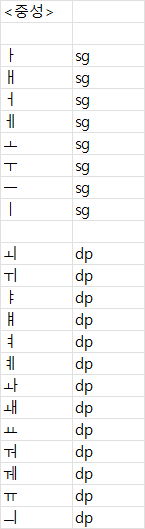 <중성>
ㅏ sg
ㅐ sg
ㅓ sg
ㅔ sg
ㅗ sg
ㅜ sg
ㅡ sg
ㅣ sg
ㅚ dp
ㅟ dp
ㅑ dp
ㅒ dp
ㅕ dp
ㅖ dp
ㅘ dp
ㅙ dp
ㅛ dp
ㅝ dp
ㅞ dp
ㅠ dp
ㅢ dp